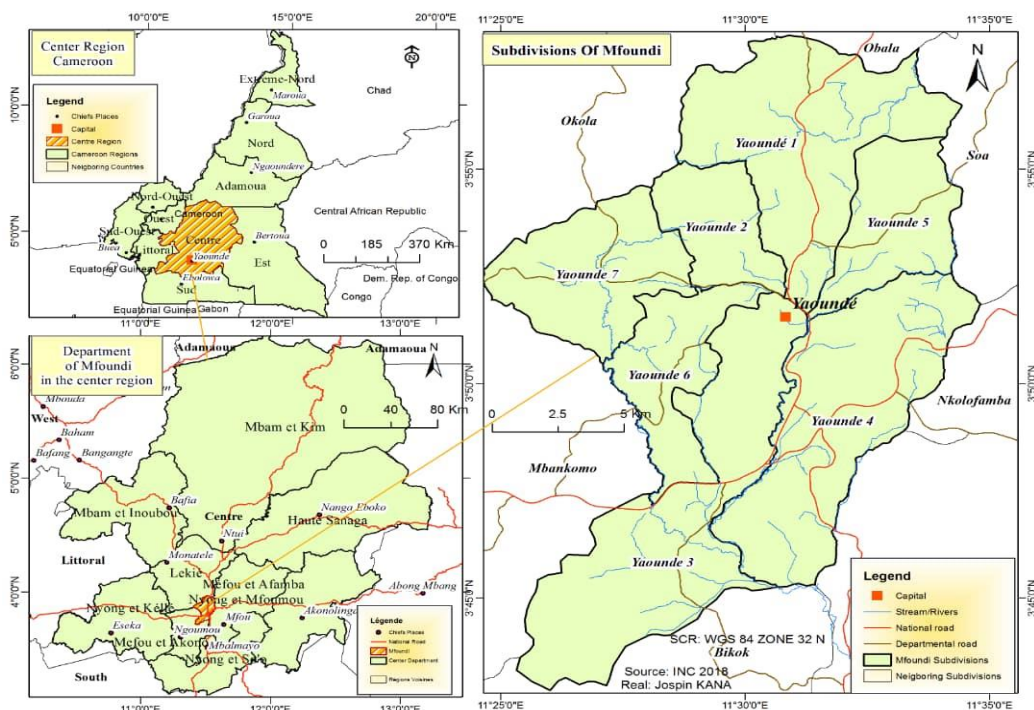 10°0'0"E
15°0'0"E
20°0'0"E
Center Region
Cameroon
N
Legend
Chiefs Places
Capital
Centre Region
Cameroon Regions
Neigboring Countries
Extreme-Nord
Maroua
Chad
Garoua
Nord
Ngaoundere
Adamoua
Nord-Ouest
Ouest
Cameroon
Sud-Ouest
Buea
Littoral
Centre
Yaounde
Bertoua
Est
Ebolowa
Sud
Central African Republic
0 185 370 Km
Equatorial Guinea
Dem. Rep. of Congo
Congo
Equatorial Guinea
Gabon
10°0'0"N
5°0'0"N
11°0'0"E
12°0'0"E
13°0'0"E
Department
of Mfoundi
in the center region
Adamaoua
Adamaoua
N
0 40 80 Km
6°0'0"N
5°0'0"N
4°0'0"N
Mbouda
West
Baham
Bafang
Bangangte
Mbam et Kim
Bafia
Mbam et Inoubou
Centre
Nanga Eboko
Haute Sanaga
Ntui
Littoral
Monatele
Lekie
Mefou et Afamba
Nyong et Mfoumou
Abong Mbang
Nyong et Kéllé
Akonolinga
Eseka
Mfou
Ngoumou
Mefou et Akono
Mbalmayo
Nyong et So'o
South
Légende
Chiefs Places
National Road
Mfoundi
Center Department
Regions Voisines
11°0'0"E
12°0'0"E
13°0'0"E
11°25'0"E
11°30'0"E
11°35'0"E
Subdivisions Of Mfoundi
Obala
N
Okola
Yaoundé 1
Soa
3°55'0"N
3°55'0"N
Yaounde 2
Yaounde 5
Yaounde 7
Yaoundé
Yaounde 6
3°50'0"N
3°50'0"N
0 2.5 5 Km
Nkolofamba
Yaounde 4
Mbankomo
Yaounde 3
3°45'0"N
3°45'0"N
SCR: WGS 84 ZONE 32 N
Bikok
Source: INC 2018
Real: Jospin KANA
Legend
Capital
Stream/Rivers
National road
Departmental road
Mfoundi Subdivisions
Neigboring Subdivisions
11°25'0"E
11°30'0"E
11°35'0"E